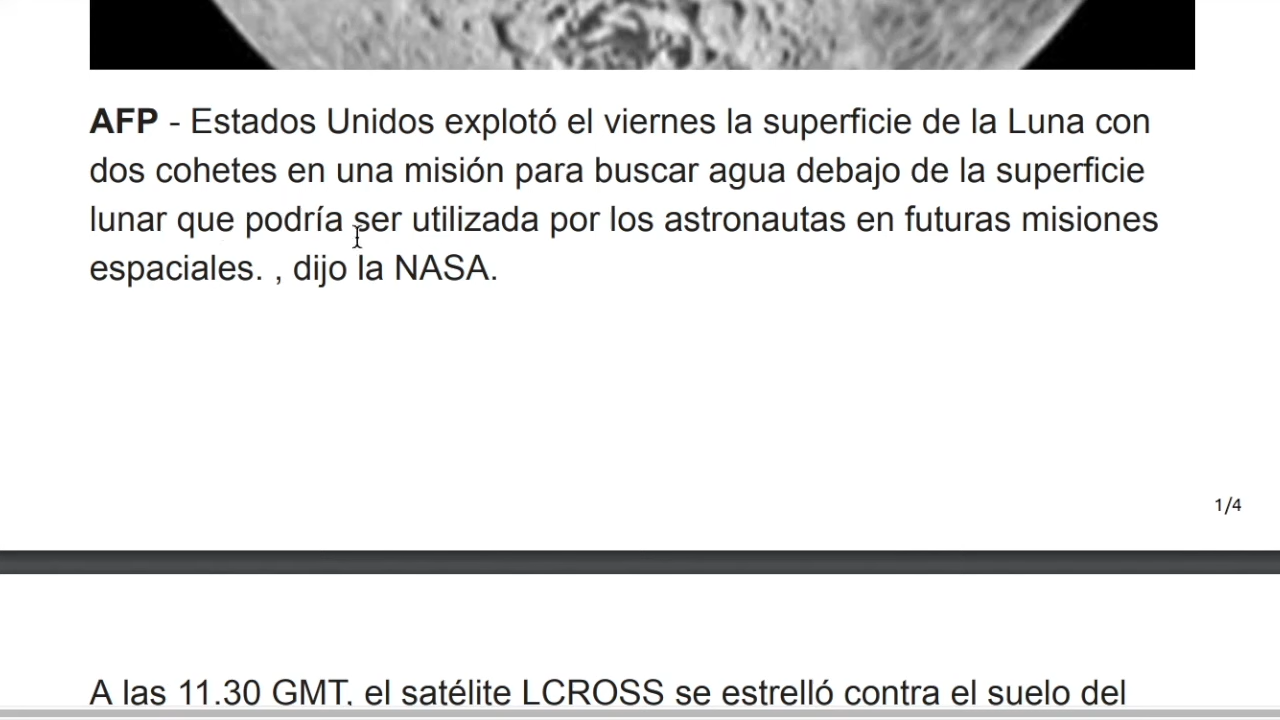 AFP - Estados Unidos explotó el viernes la superficie de la Luna con
dos cohetes en una misión para buscar agua debajo de la superficie
lunar que podría ser utilizada por los astronautas en futuras misiones
espaciales. , dijo la NASA.
1/4
A las 11.30 GMT, el satélite LCROSS se estrelló contra el suelo del